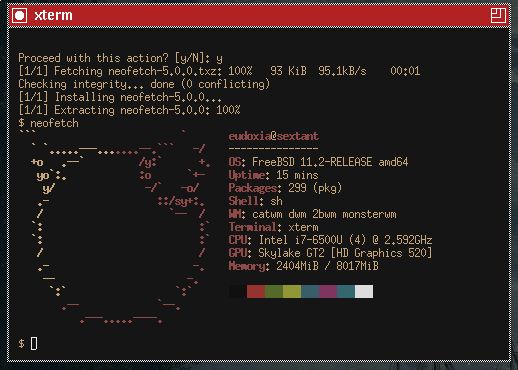 xterm
Proceed with this action? [y/N]: y
[1/1] Fetching neofetch-5.0.0.txz: 100%   93 KiB  95.1kB/s    00:01
Checking integrity... done (0 conflicting)
[1/1] Installing neofetch-5.0.0...
[1/1] Extracting neofetch-5.0.0: 100%
$ neofetch
eudoxia@sextant
---------------
OS: FreeBSD 11.2-RELEASE amd64
Uptime: 15 mins
Packages: 299 (pkg)
Shell: sh
WM: catwm dwm 2bwm monsterwm
Terminal: xterm
CPU: Intel i7-6500U (4) @ 2.592GHz
GPU: Skylake GT2 [HD Graphics 520]
Memory: 2404MiB / 8017MiB
$